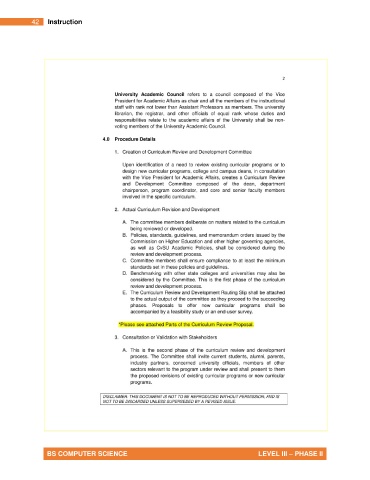 42 Instruction
2
University Academic Council refers to a council composed of the Vice
President for Academic Affairs as chair and all the members of the instructional
staff with rank not lower than Assistant Professors as members. The university
librarian, the registrar, and other officials of equal rank whose duties and
responsibilities relate to the academic affairs of the University shall be non-
voting members of the University Academic Council.
4.0 Procedure Details
1. Creation of Curriculum Review and Development Committee
Upon identification of a need to review existing curricular programs or to
design new curricular programs, college and campus deans, in consultation
with the Vice President for Academic Affairs, creates a Curriculum Review
and Development Committee composed of the dean, department
chairperson, program coordinator, and core and senior faculty members
involved in the specific curriculum.
2. Actual Curriculum Revision and Development
A. The committee members deliberate on matters related to the curriculum
being reviewed or developed.
B. Policies, standards, guidelines, and memorandum orders issued by the
Commission on Higher Education and other higher governing agencies,
as well as CvSU Academic Policies, shall be considered during the
review and development process.
C. Committee members shall ensure compliance to at least the minimum
standards set in these policies and guidelines.
D. Benchmarking with other state colleges and universities may also be
considered by the Committee. This is the first phase of the curriculum
review and development process.
E. The Curriculum Review and Development Routing Slip shall be attached
to the actual output of the committee as they proceed to the succeeding
phases. Proposals to offer new curricular programs shall be
accompanied by a feasibility study or an end-user survey.
*Please see attached Parts of the Curriculum Review Proposal.
3. Consultation or Validation with Stakeholders
A. This is the second phase of the curriculum review and development
process. The Committee shall invite current students, alumni, parents,
industry partners, concerned university officials, members of other
sectors relevant to the program under review and shall present to them
the proposed revisions of existing curricular programs or new curricular
programs.
DISCLAIMER: THIS DOCUMENT IS NOT TO BE REPRODUCED WITHOUT PERMISSION, AND IS
NOT TO BE DISCARDED UNLESS SUPERSEDED BY A REVISED ISSUE.
BS COMPUTER SCIENCE LEVEL III – PHASE II